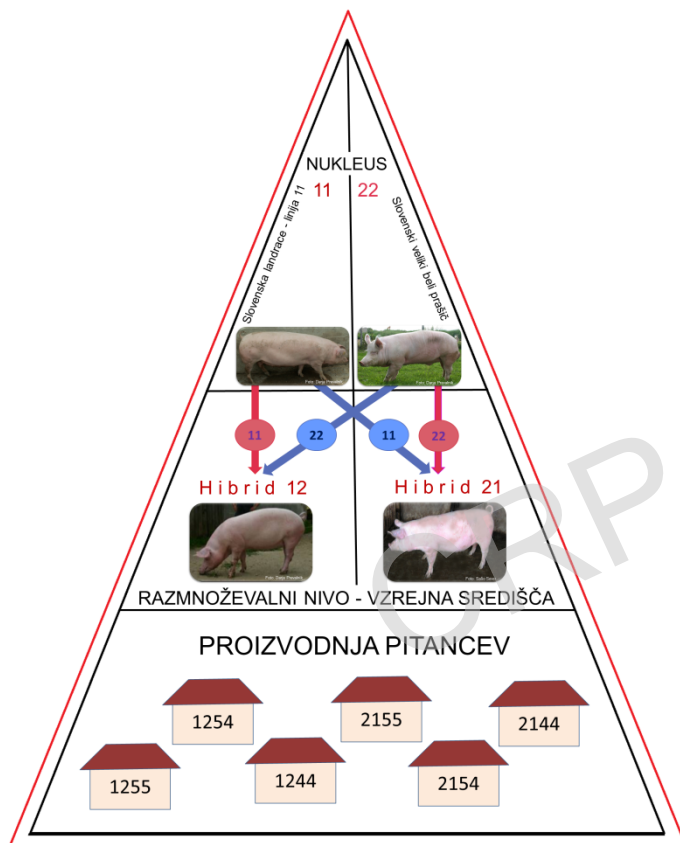 NUKLEUS
11 22
Slovenska landrace - linija 11
Slovenski veliki beli prašič
11 22 11 22
Hibrid 12
Hibrid 21
RAZMNOŽEVALNI NIVO - VZREJNA SREDIŠČA
CRP
PROIZVODNJA PITANCEV
1254 2155 2144
1255 1244 2154